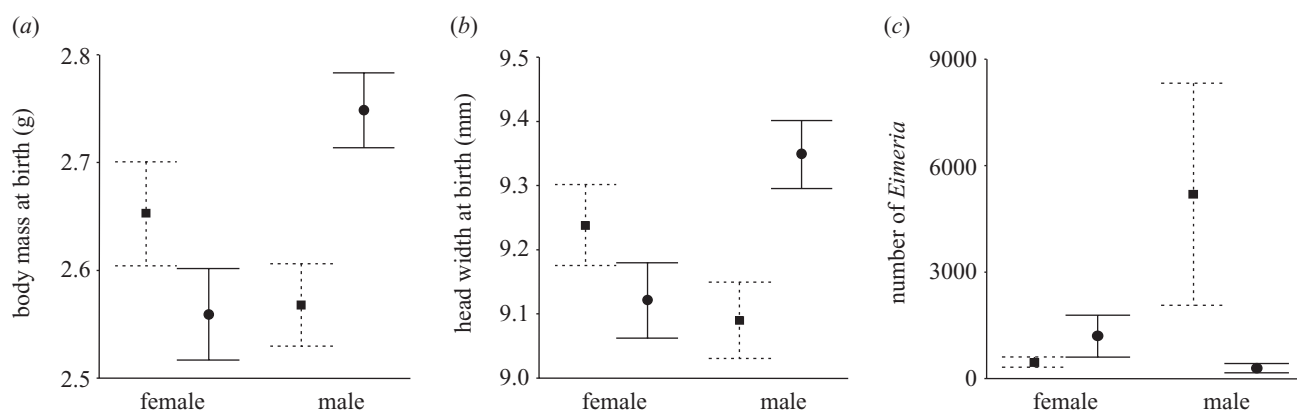 (a)
2.8
2.7
2.6
2.5
body mass at birth (g)
female male
(b)
9.5
9.4
9.3
9.2
9.1
9.0
head width at birth (mm)
female male
(c)
9000
6000
3000
0
number of Eimeria
female male